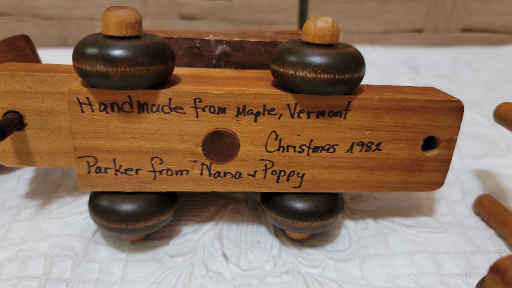 Handmade from Maple, Vermont
Christmas 1982
Parker from Nana & Poppy